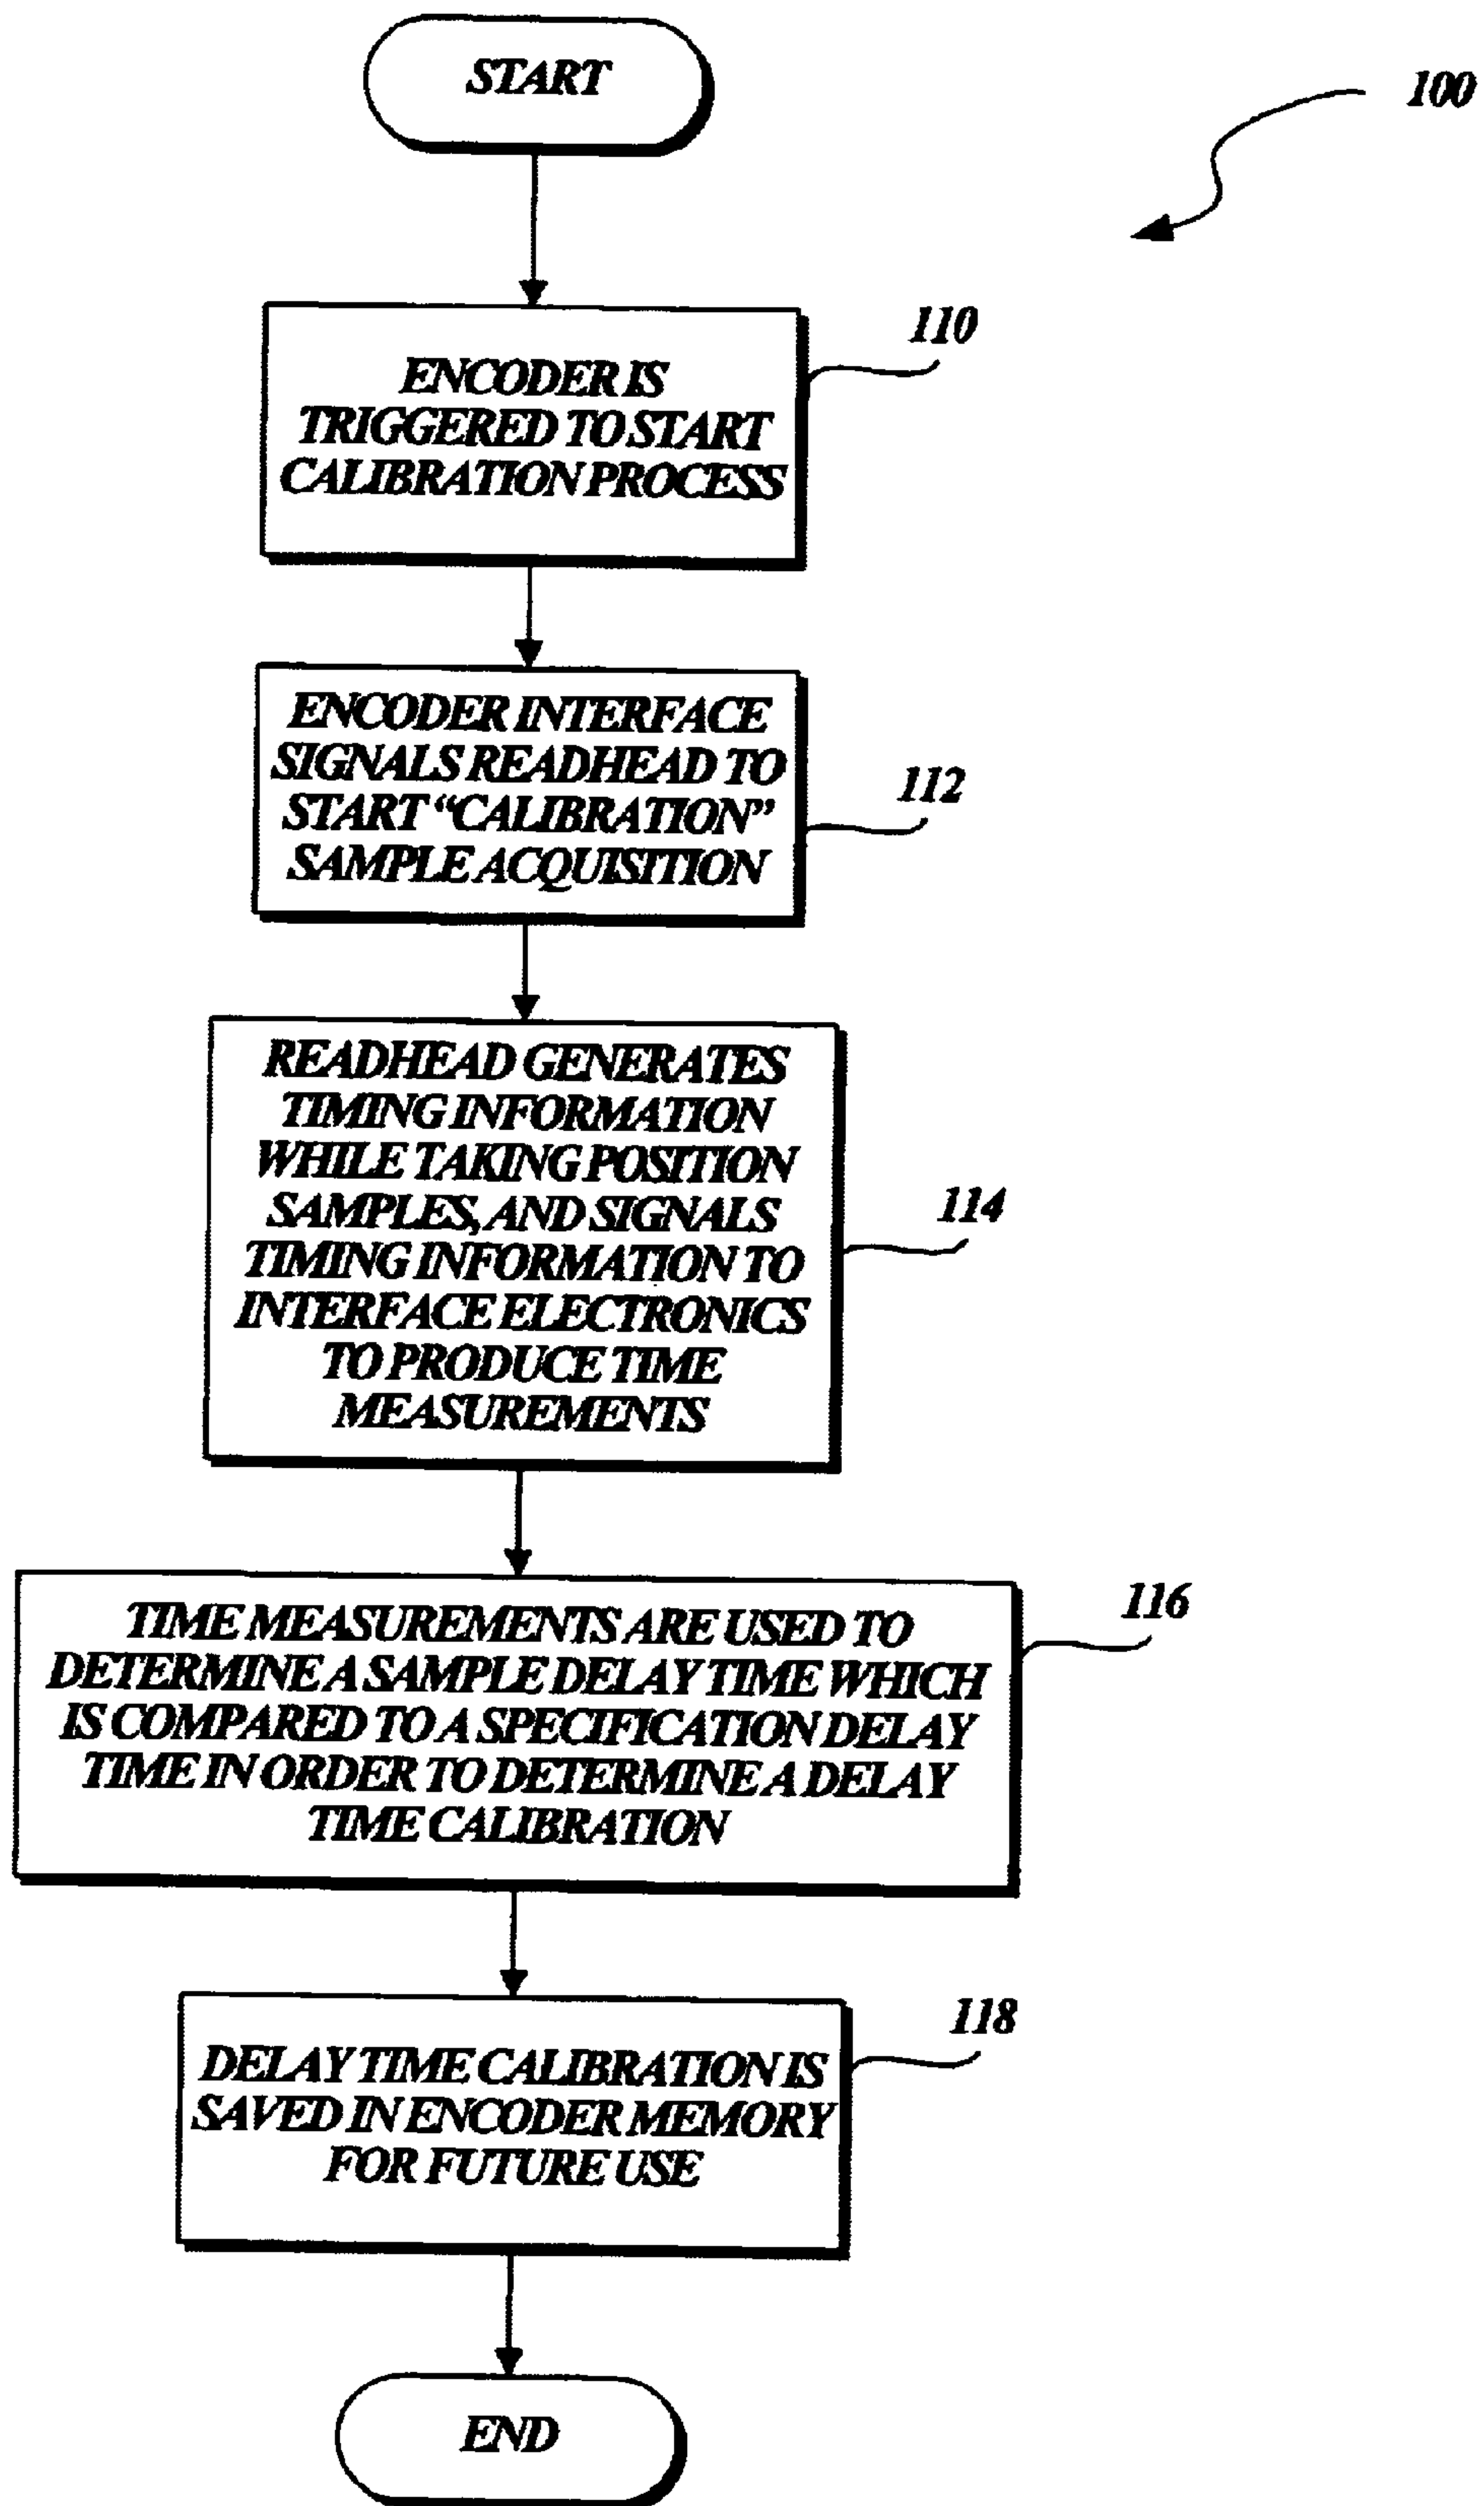 START
100
110
ENCODER IS
TRIGGERED TO START
CALIBRATION PROCESS
112
ENCODER INTERFACE
SIGNALS READHEAD TO
START “CALIBRATION”
SAMPLE ACQUISITION
114
READHEAD GENERATES
TIMING INFORMATION
WHILE TAKING POSITION
SAMPLES, AND SIGNALS
TIMING INFORMATION TO
INTERFACE ELECTRONICS
TO PRODUCE TIME
MEASUREMENTS
116
TIME MEASUREMENTS ARE USED TO
DETERMINE A SAMPLE DELAY TIME WHICH
IS COMPARED TO A SPECIFICATION DELAY
TIME IN ORDER TO DETERMINE A DELAY
TIME CALIBRATION
118
DELAY TIME CALIBRATION IS
SAVED IN ENCODER MEMORY
FOR FUTURE USE
END